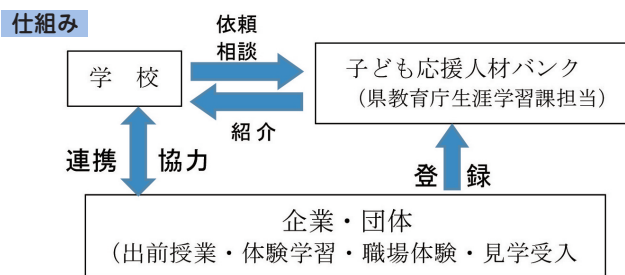 仕組み
依頼
相談
学 校
子ども応援人材バンク
（県教育庁生涯学習課担当）
紹介
連携 協力
登 録
企業・団体
（出前授業・体験学習・職場体験・見学受入